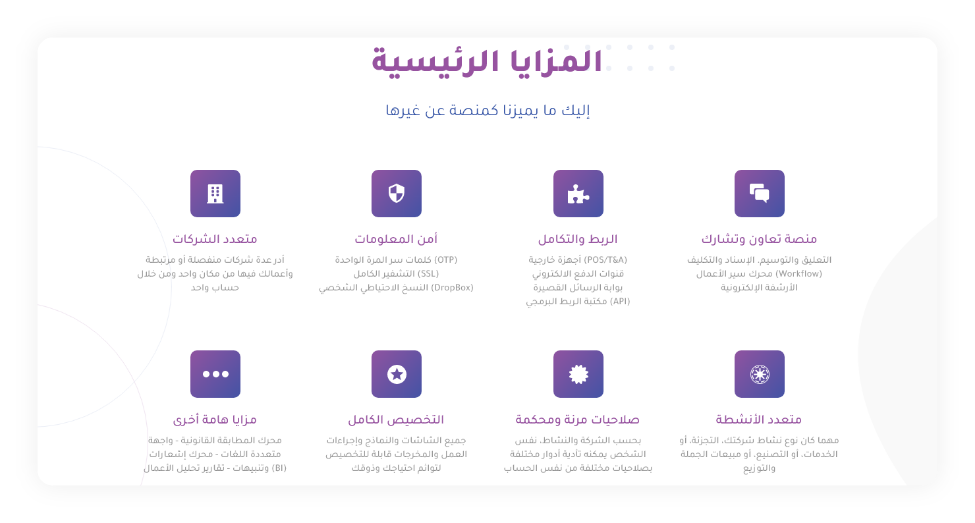 المزايا الرئيسية
إليك ما يميزنا كمنصة عن غيرها
منصة تعاون وتشارك
التعليق والتوسيم، الإسناد والتكليف
(Workflow) محرك سير الأعمال
الأرشفة الإلكترونية
الربط والتكامل
(POS/T&A) أجهزة خارجية
قنوات الدفع الالكتروني
بوابة الرسائل القصيرة
(API) مكتبة الربط البرمجي
أمن المعلومات
(OTP) كلمات سر المرة الواحدة
(SSL) التشفير الكامل
(DropBox) النسخ الاحتياطي الشخصي
متعدد الشركات
أدر عدة شركات منفصلة أو مرتبطة
وأعمالك فيها من مكان واحد ومن خلال
حساب واحد
متعدد الأنشطة
مهما كان نوع نشاط شركتك، التجزئة، أو
الخدمات، أو التصنيع، أو مبيعات الجملة
والتوزيع
صلاحيات مرنة ومحكمة
بحسب الشركة والنشاط، نفس
الشخص يمكنه تأدية أدوار مختلفة
بصلاحيات مختلفة من نفس الحساب
التخصيص الكامل
جميع الشاشات والنماذج وإجراءات
العمل والمخرجات قابلة للتخصيص
لتوائم احتياجك وذوقك
مزايا هامة أخرى
محرك المطابقة القانونية - واجهة
متعددة اللغات - محرك إشعارات
(BI) وتنبيهات - تقارير تحليل الأعمال